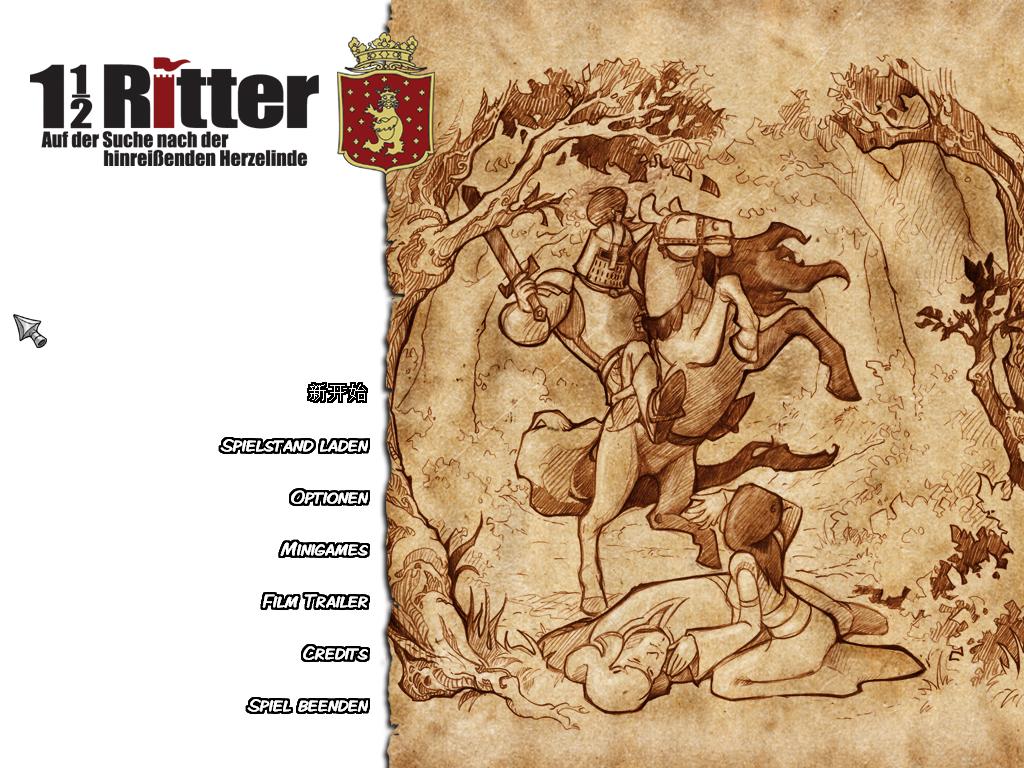 1½ Ritter
Auf der Suche nach der
hinreißenden Herzelinde
新开始
Spielstand laden
Optionen
Minigames
Film Trailer
Credits
Spiel beenden